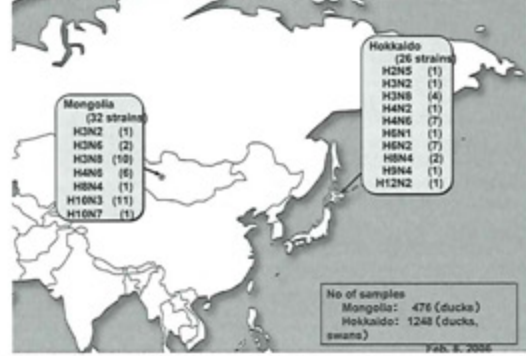 Mongolia
(32 strains)
H3N2 (1)
H3N6 (2)
H3N8 (10)
H4N6 (6)
H8N4 (1)
H10N3 (11)
H10N7 (1)
Hokkaido
(26 strains)
H2N5 (1)
H3N2 (1)
H3N8 (4)
H4N2 (1)
H4N6 (7)
H6N1 (1)
H6N2 (7)
H8N4 (2)
H9N4 (1)
H12N2 (1)
No of samples
Mongolia: 476 (ducks)
Hokkaido: 1248 (ducks,
swans)
Feb. 8, 2006